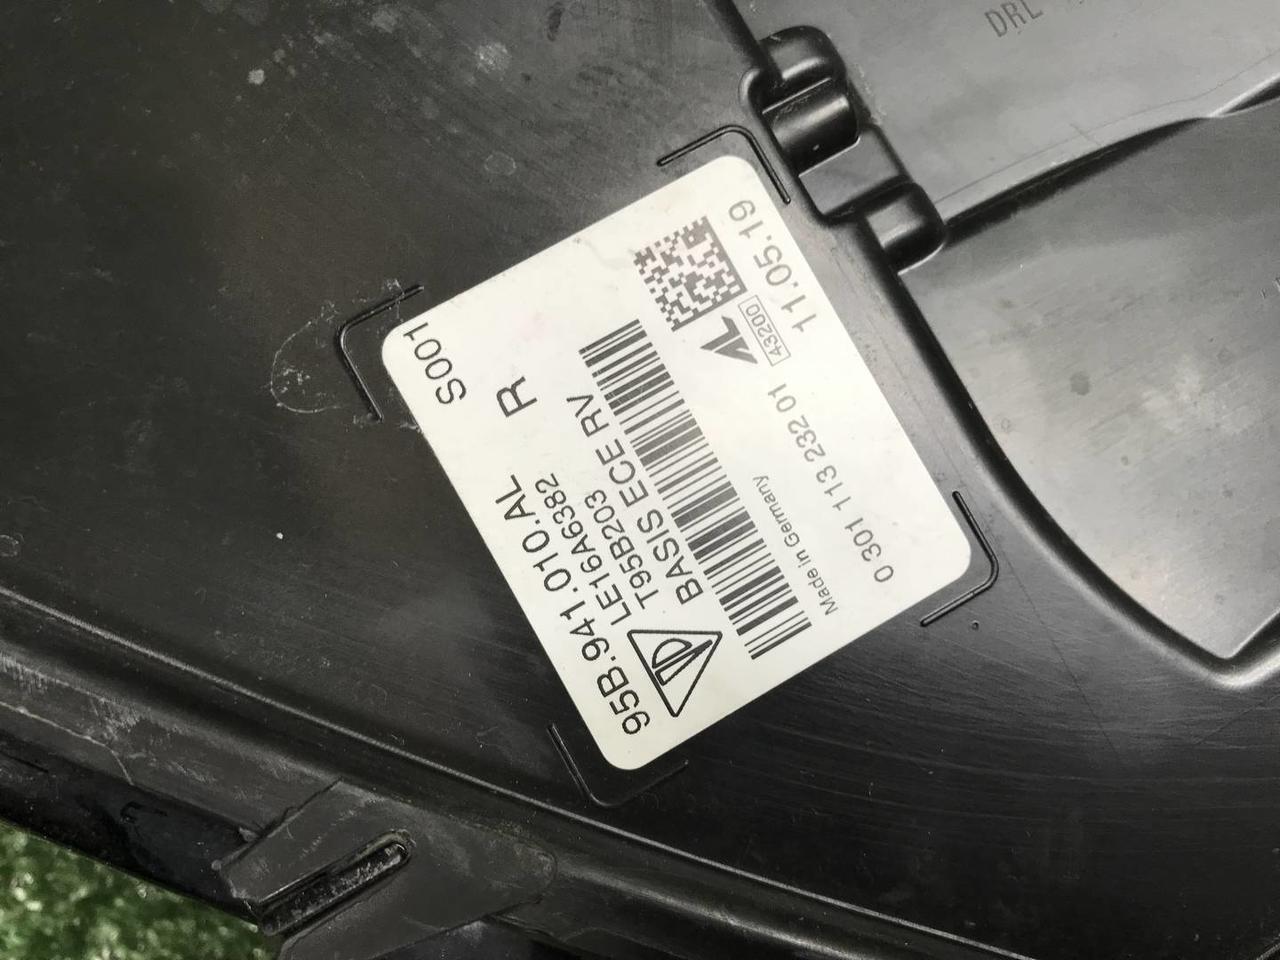 DRL
S001
95B.941.010.AL R
LE16A6382
T95B203
BASIS ECE RV
AL
43200
11.05.19
Made in Germany
0 301 113 232 01